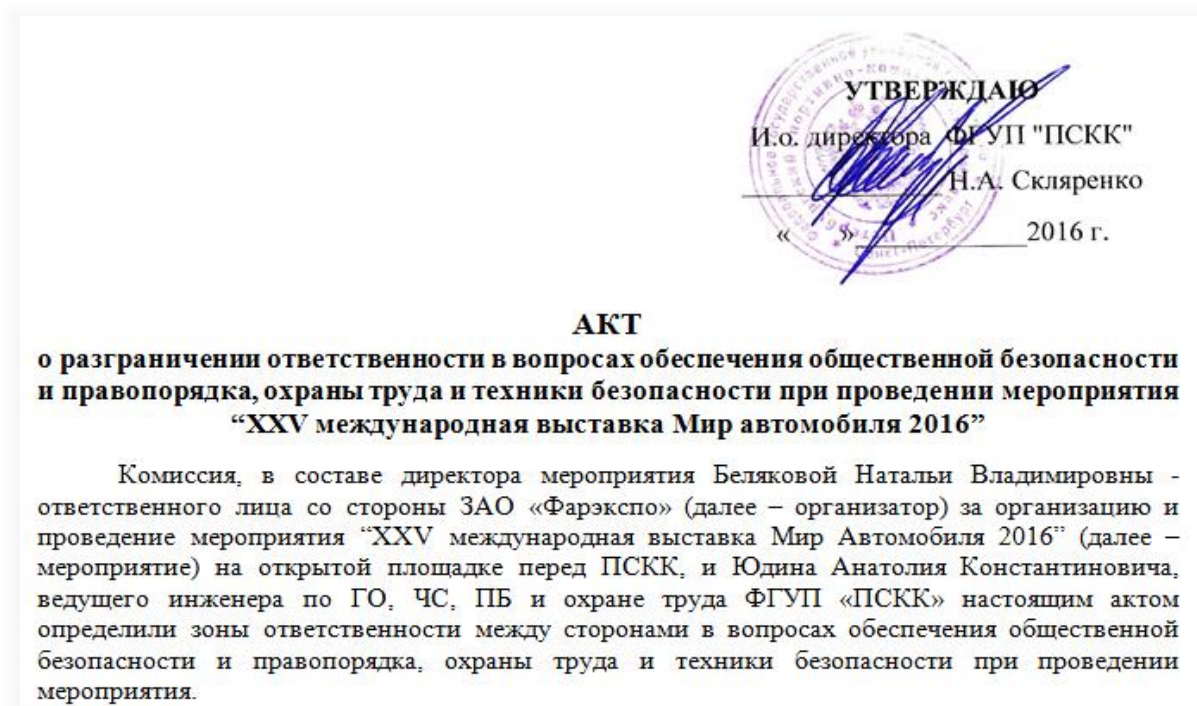 УТВЕРЖДАЮ
И.о. директора ФГУП "ПСКК"
Н.А. Скляренко
« » 2016 г.
АКТ
о разграничении ответственности в вопросах обеспечения общественной безопасности
и правопорядка, охраны труда и техники безопасности при проведении мероприятия
“XXV международная выставка Мир автомобиля 2016”
Комиссия, в составе директора мероприятия Беляковой Натальи Владимировны -
ответственного лица со стороны ЗАО «Фарэкспо» (далее – организатор) за организацию и
проведение мероприятия “XXV международная выставка Мир Автомобиля 2016” (далее –
мероприятие) на открытой площадке перед ПСКК, и Юдина Анатолия Константиновича,
ведущего инженера по ГО, ЧС, ПБ и охране труда ФГУП «ПСКК» настоящим актом
определили зоны ответственности между сторонами в вопросах обеспечения общественной
безопасности и правопорядка, охраны труда и техники безопасности при проведении
мероприятия.